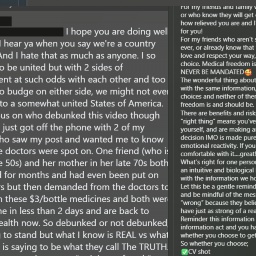 I hope you are doing well
I hear ya when you say we're a country
And I hate that as much as anyone. I so
to be united but with 2 sides of
ent at such odds with each other and too
o budge on either side, we might not ever
to a somewhat united States of America.
us on who debunked this video though
just got off the phone with 2 of my
who saw my post and wanted me to know
e doctors were spot on. One friend (who i
e 50s) and her mother in her late 70s both
for months and had even been put on
rs but then demanded from the doctors to
n these $3/bottle medicines and both wer
me in less than 2 days and are back to
ealth now. So debunked or not debunked
g to stand but what I know is REAL vs what
is saying to be what they call The TRUTH.
For my friends and family w
or who know they will get
how relieved you are and I
for you!
For my friends who aren't s
ever, or already know that
love and respect your way,
choice. Medical freedom is
NEVER BE MANDATED
The wonderful thing about
with the same information,
choices and neither of thes
freedom is and should be.
There are benefits and risk
"right thing" means you've
yourself, and are making a
decision IMO is made pure
emotional reactivity. If you
comfortable with it...great!
What's right for one person
an intuitive and biological
with the information we ho
Let this be a gentle remind
and be mindful of the mess
"wrong" because they belie
have just as strong of a rea
Reminder this information
information act and you ha
whether you choose to get
So whether you choose;
✅CV shot